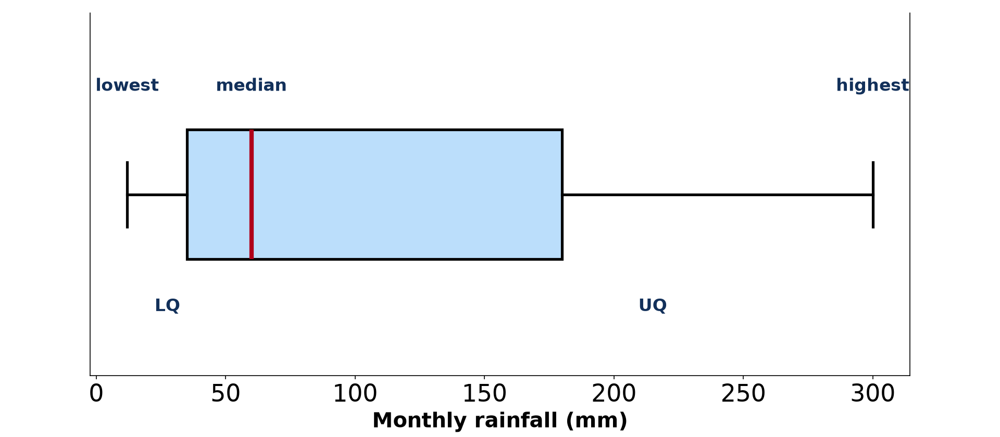 lowest median highest
LQ UQ
0 50 100 150 200 250 300
Monthly rainfall (mm)